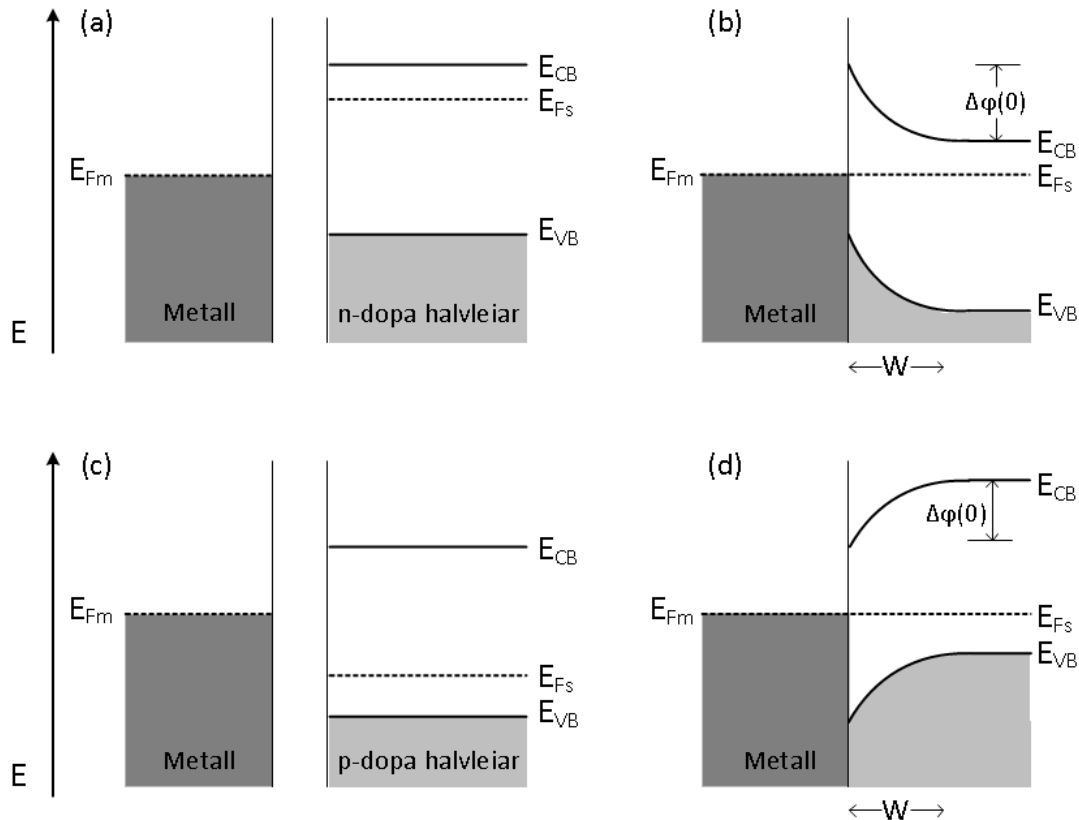 (a)
E_CB
E_Fs
E_Fm
E_VB
Metall
n-dopa halvleiar
E
(b)
Δφ(0)
E_CB
E_Fm
E_Fs
Metall
E_VB
W
(c)
E_CB
E_Fm
E_Fs
E_VB
Metall
p-dopa halvleiar
E
(d)
E_CB
Δφ(0)
E_Fm
E_Fs
E_VB
Metall
W